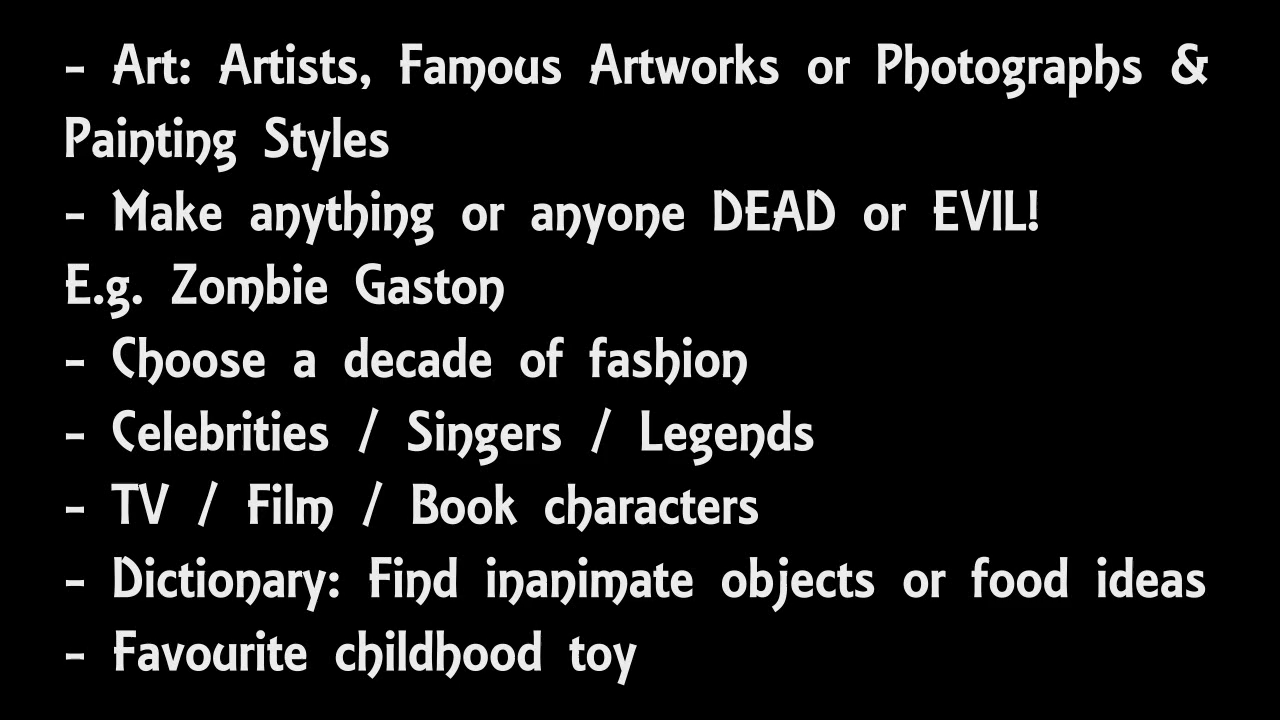 - Art: Artists, Famous Artworks or Photographs &
Painting Styles
- Make anything or anyone DEAD or EVIL!
E.g. Zombie Gaston
- Choose a decade of fashion
- Celebrities / Singers / Legends
- TV / Film / Book characters
- Dictionary: Find inanimate objects or food ideas
- Favourite childhood toy